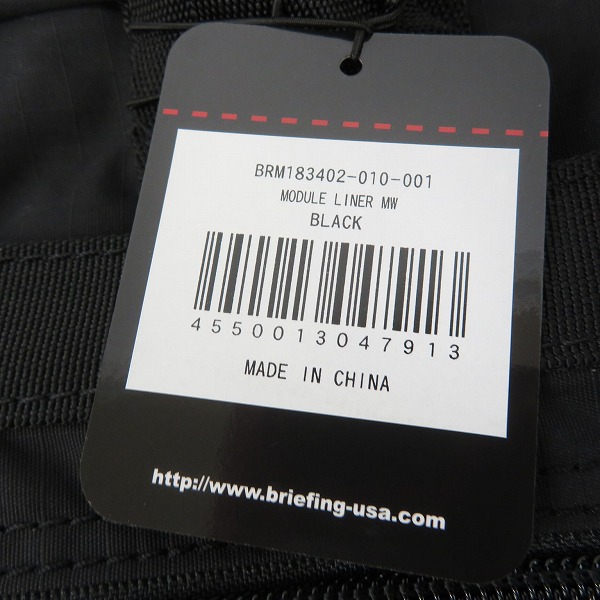 BRM183402-010-001
MODULE LINER MW
BLACK
4550013047913
MADE IN CHINA
http://www.briefing-usa.com